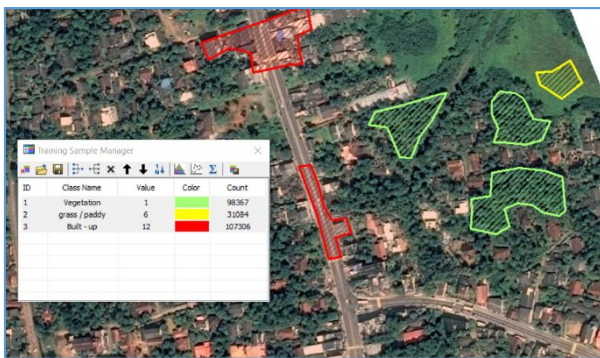 Training Sample Manager
ID Class Name Value Color Count
1 Vegetation 1 98367
2 grass / paddy 6 31084
3 Built - up 12 107306